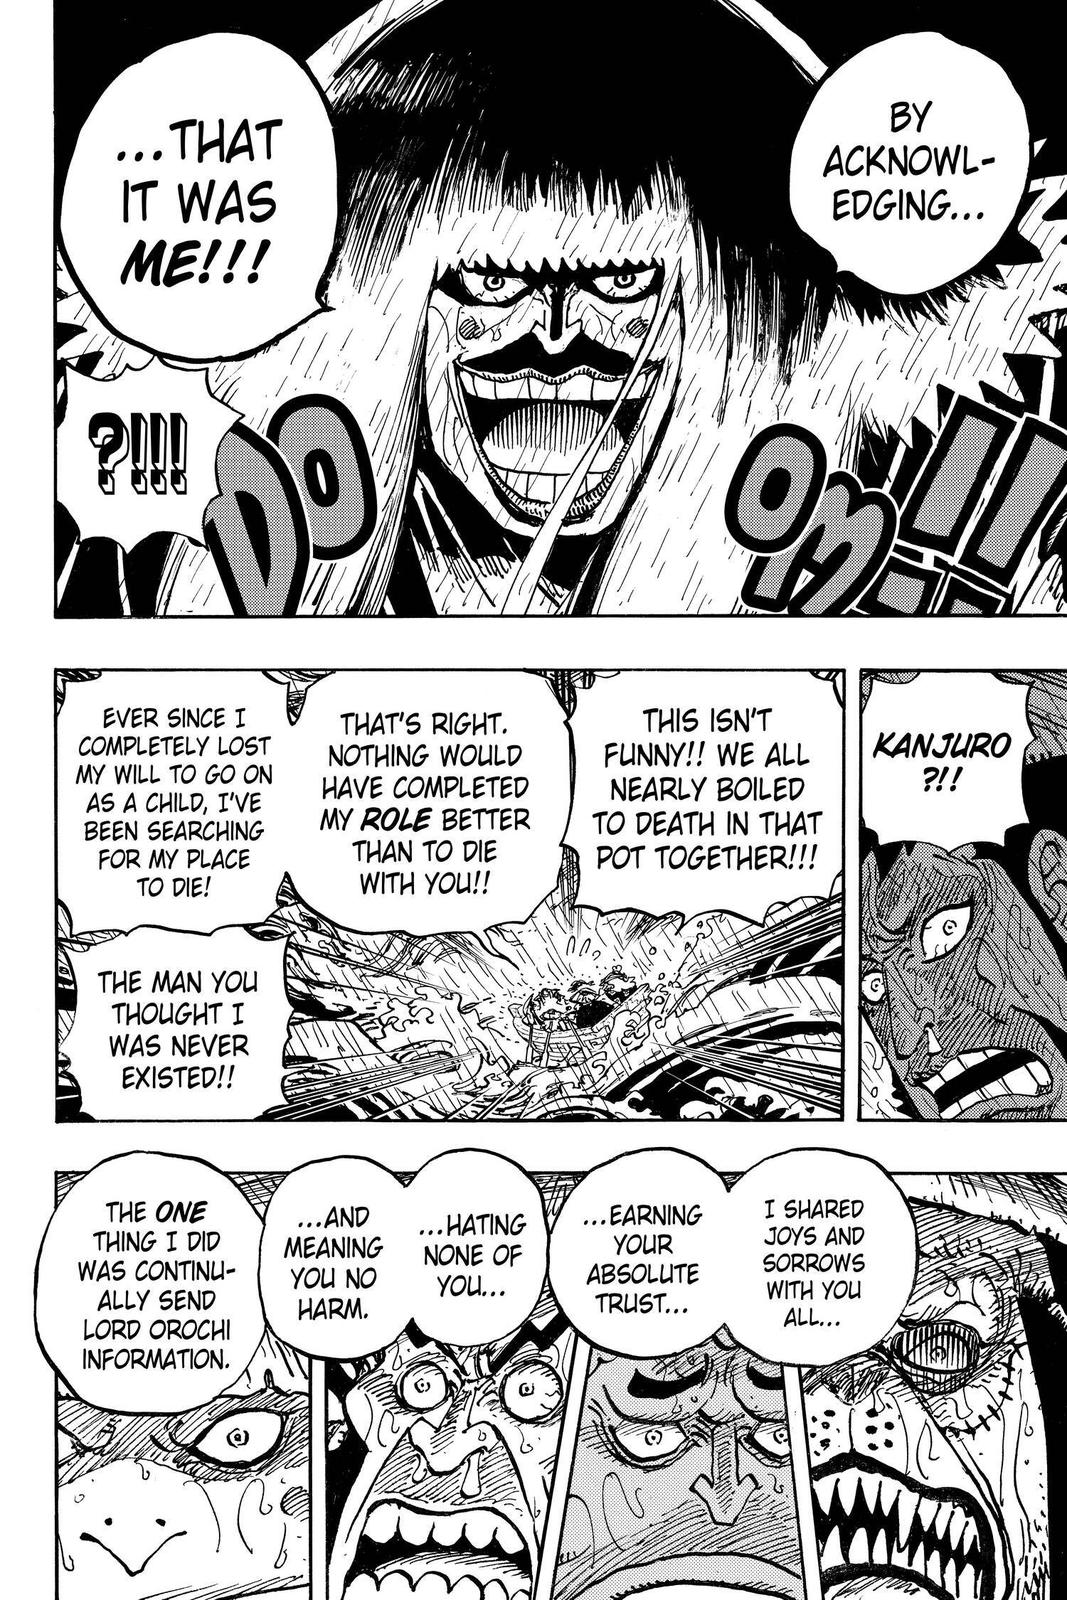 BY
ACKNOWL-
EDGING...
...THAT
IT WAS
ME!!!
?!!!
DOOM!!
KANJURO
?!!
THIS ISN'T
FUNNY!! WE ALL
NEARLY BOILED
TO DEATH IN THAT
POT TOGETHER!!!
THAT'S RIGHT.
NOTHING WOULD
HAVE COMPLETED
MY ROLE BETTER
THAN TO DIE
WITH YOU!!
EVER SINCE I
COMPLETELY LOST
MY WILL TO GO ON
AS A CHILD, I'VE
BEEN SEARCHING
FOR MY PLACE
TO DIE!
THE MAN YOU
THOUGHT I
WAS NEVER
EXISTED!!
I SHARED
JOYS AND
SORROWS
WITH YOU
ALL...
...EARNING
YOUR
ABSOLUTE
TRUST...
...HATING
NONE OF
YOU...
...AND
MEANING
YOU NO
HARM.
THE ONE
THING I DID
WAS CONTINU-
ALLY SEND
LORD OROCHI
INFORMATION.